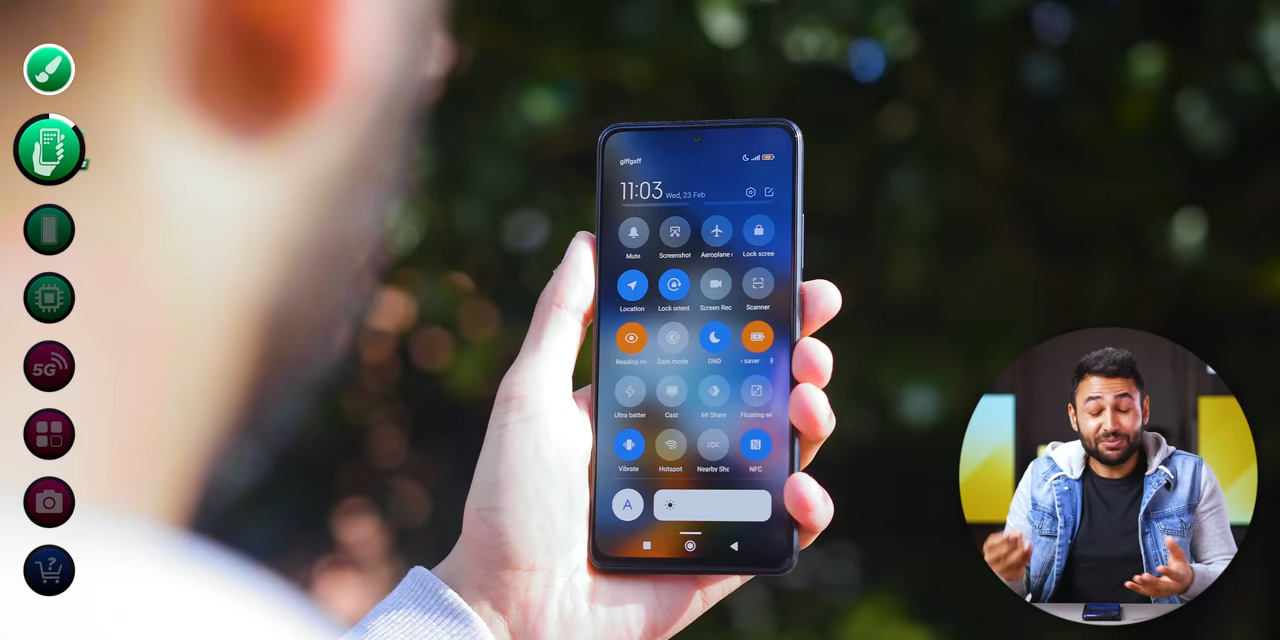 5G
?
giffgaff
11:03 Wed, 23 Feb
Mute Screenshot Aeroplane Lock scree
Location Lock orient Screen Rec Scanner
Reading m Dark mode DND saver E
Ultra batter Cast Mi Share Floating wi
Vibrate Hotspot Nearby Sha NFC
A